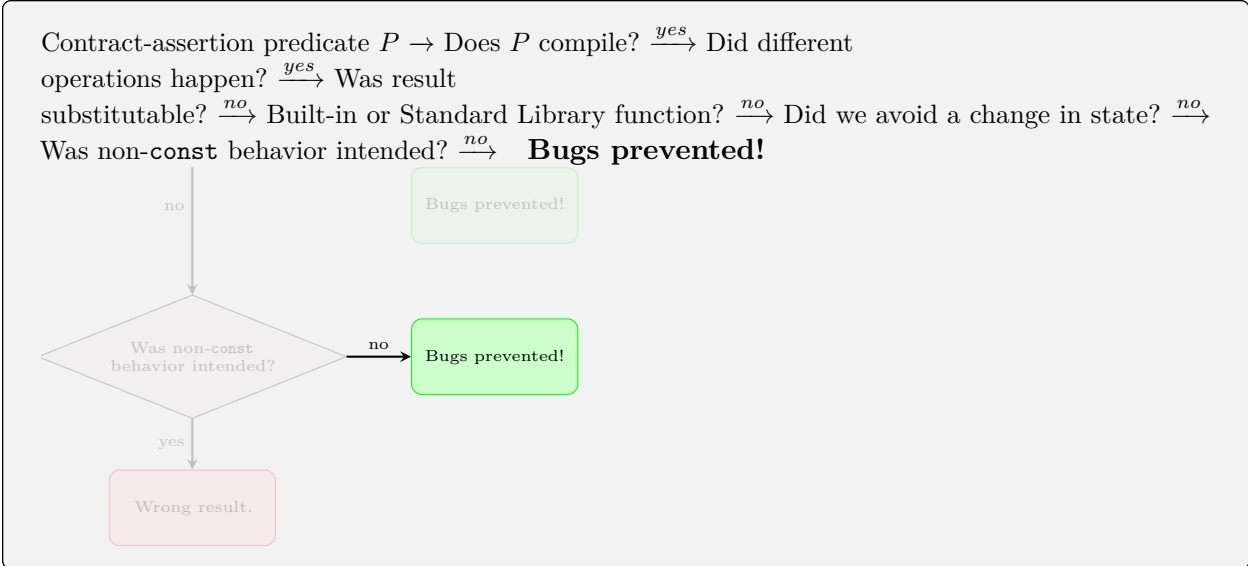 Contract-assertion predicate P → Does P compile? yes→ Did different
operations happen? yes→ Was result
substitutable? no→ Built-in or Standard Library function? no→ Did we avoid a change in state? no→
Was non-const behavior intended? no→ Bugs prevented!
no
Bugs prevented!
Was non-const
behavior intended?
no
Bugs prevented!
yes
Wrong result.